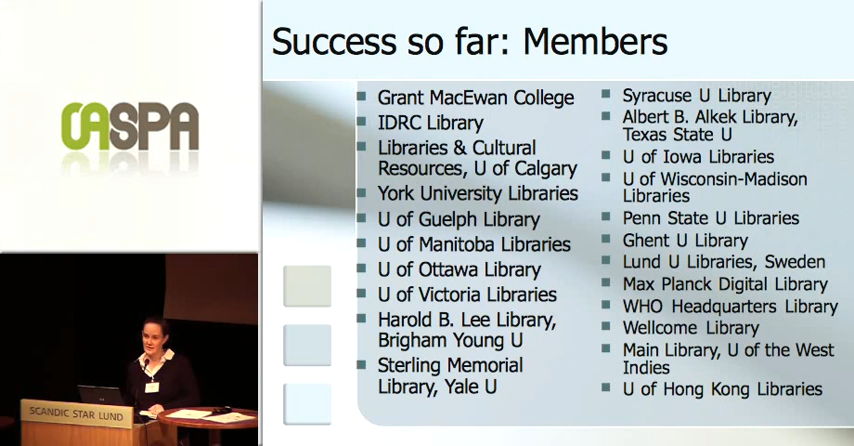 OASPA
Success so far: Members
Grant MacEwan College
IDRC Library
Libraries & Cultural
Resources, U of Calgary
York University Libraries
U of Guelph Library
U of Manitoba Libraries
U of Ottawa Library
U of Victoria Libraries
Harold B. Lee Library,
Brigham Young U
Sterling Memorial
Library, Yale U
Syracuse U Library
Albert B. Alkek Library,
Texas State U
U of Iowa Libraries
U of Wisconsin-Madison
Libraries
Penn State U Libraries
Ghent U Library
Lund U Libraries, Sweden
Max Planck Digital Library
WHO Headquarters Library
Wellcome Library
Main Library, U of the West
Indies
U of Hong Kong Libraries
SCANDIC STAR LUND